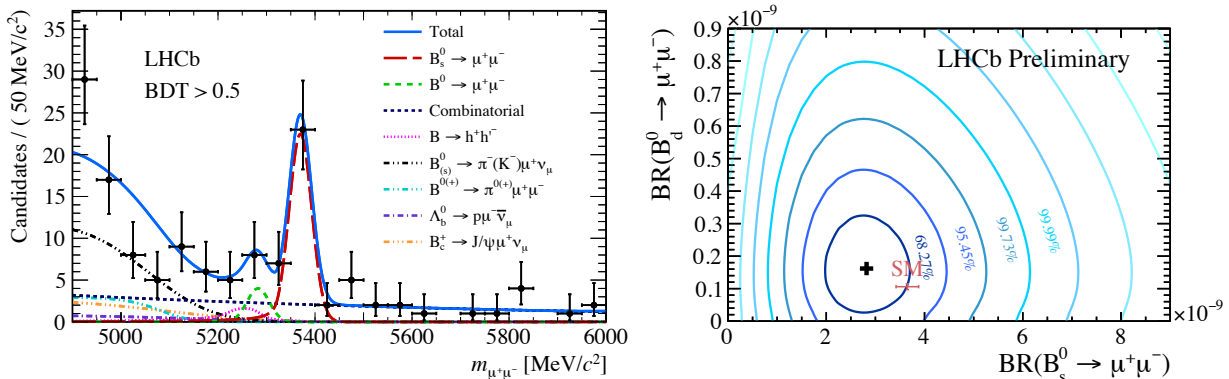 35
30
25
20
15
10
5
0
Candidates / ( 50 MeV/c²)
LHCb
BDT > 0.5
Total
B⁰ₛ → μ⁺μ⁻
B⁰ → μ⁺μ⁻
Combinatorial
B → h⁺h′⁻
B⁰₍ₛ₎ → π⁻(K⁻)μ⁺ν_μ
B⁰⁽⁺⁾ → π⁰⁽⁺⁾μ⁺μ⁻
Λ⁰_b → pμ⁻ν̅_μ
B⁺_c → J/ψμ⁺ν_μ
5000 5200 5400 5600 5800 6000
m_μ⁺μ⁻ [MeV/c²]
×10⁻⁹
0.9
0.8
0.7
0.6
0.5
0.4
0.3
0.2
0.1
0
BR(B⁰_d → μ⁺μ⁻)
LHCb Preliminary
68.27%
95.45%
99.73%
99.99%
SM
0 2 4 6 8
×10⁻⁹
BR(B⁰ₛ → μ⁺μ⁻)